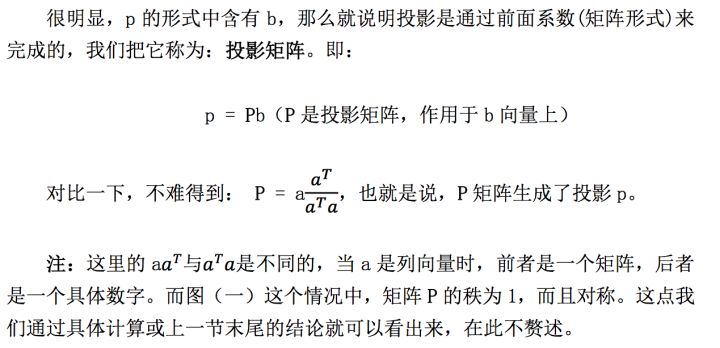 很明显，p 的形式中含有 b，那么就说明投影是通过前面系数(矩阵形式)来
完成的，我们把它称为：投影矩阵。即：
p = Pb（P 是投影矩阵，作用于 b 向量上）
对比一下，不难得到： P = a\frac{a^T}{a^T a}，也就是说，P 矩阵生成了投影 p。
注：这里的 aa^T与a^T a是不同的，当 a 是列向量时，前者是一个矩阵，后者
是一个具体数字。而图（一）这个情况中，矩阵 P 的秩为 1，而且对称。这点我
们通过具体计算或上一节末尾的结论就可以看出来，在此不赘述。